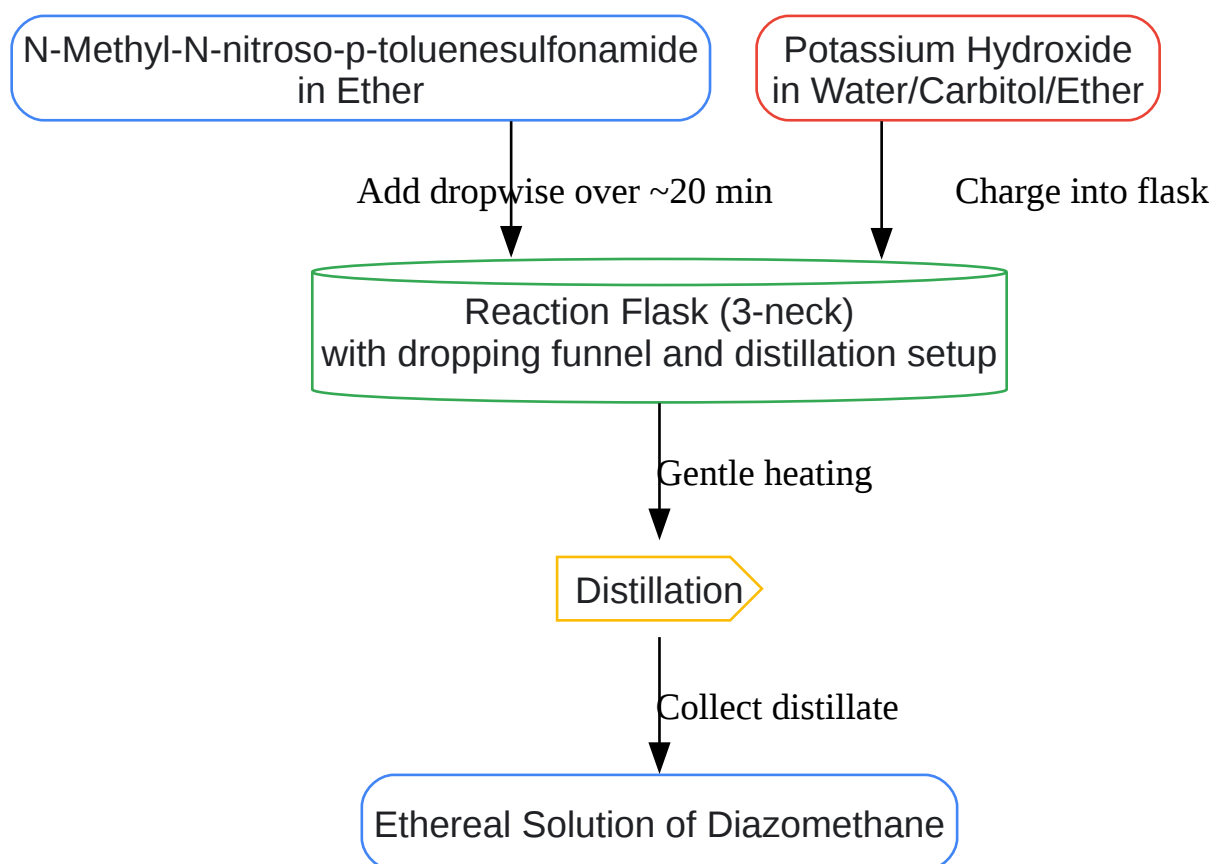 N-Methyl-N-nitroso-p-toluenesulfonamide
in Ether
Potassium Hydroxide
in Water/Carbitol/Ether
Add dropwise over ~20 min
Charge into flask
Reaction Flask (3-neck)
with dropping funnel and distillation setup
Gentle heating
Distillation
Collect distillate
Ethereal Solution of Diazomethane